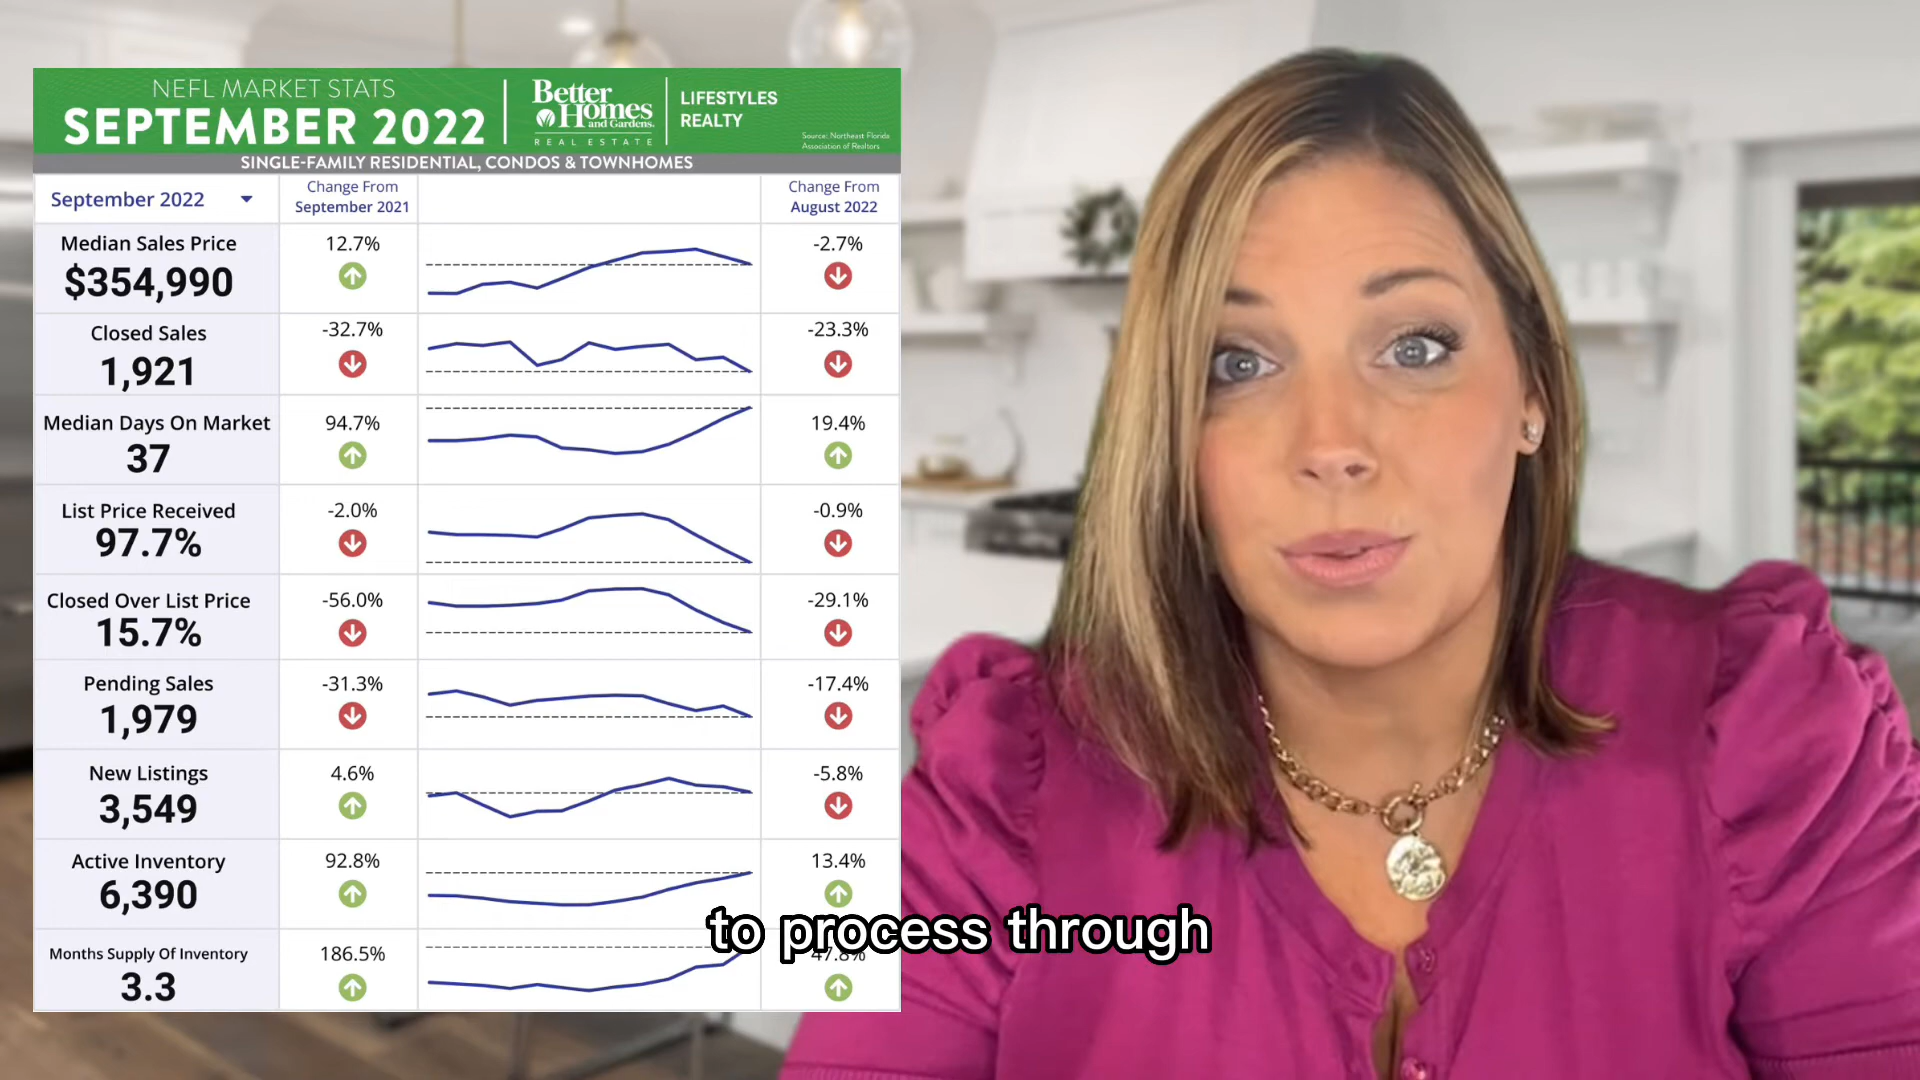 NEFL MARKET STATS
SEPTEMBER 2022
Better
Homes
and Gardens.
REAL ESTATE
LIFESTYLES
REALTY
Source: Northeast Florida
Association of Realtors
SINGLE-FAMILY RESIDENTIAL, CONDOS & TOWNHOMES
September 2022
Change From
September 2021
Change From
August 2022
Median Sales Price
$354,990
12.7%
-2.7%
Closed Sales
1,921
-32.7%
-23.3%
Median Days On Market
37
94.7%
19.4%
List Price Received
97.7%
-2.0%
-0.9%
Closed Over List Price
15.7%
-56.0%
-29.1%
Pending Sales
1,979
-31.3%
-17.4%
New Listings
3,549
4.6%
-5.8%
Active Inventory
6,390
92.8%
13.4%
Months Supply Of Inventory
3.3
186.5%
47.8%
to process through